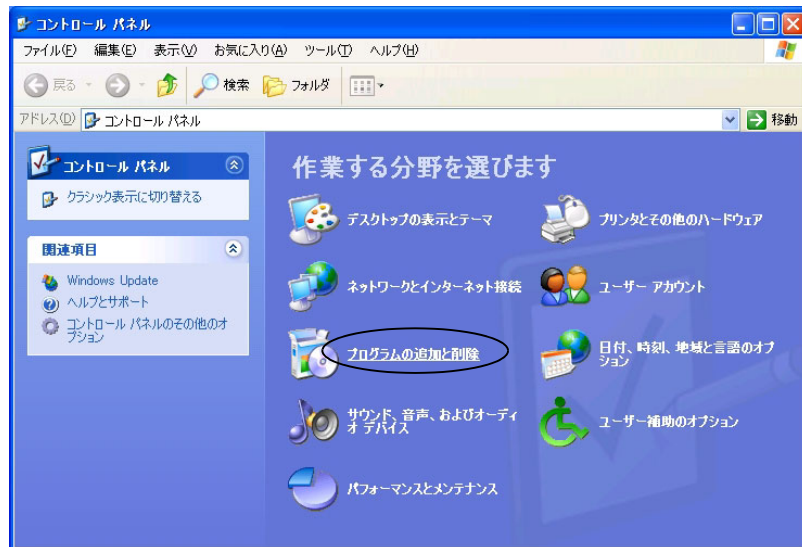 コントロール パネル
ファイル(F) 編集(E) 表示(V) お気に入り(A) ツール(T) ヘルプ(H)
戻る 検索 フォルダ
アドレス(D) コントロール パネル 移動
コントロール パネル
クラシック表示に切り替える
関連項目
Windows Update
ヘルプとサポート
コントロール パネルのその他のオ
プション
作業する分野を選びます
デスクトップの表示とテーマ
プリンタとその他のハードウェア
ネットワークとインターネット接続
ユーザー アカウント
プログラムの追加と削除
日付、時刻、地域と言語のオプ
ション
サウンド、音声、およびオーディ
オ デバイス
ユーザー補助のオプション
パフォーマンスとメンテナンス